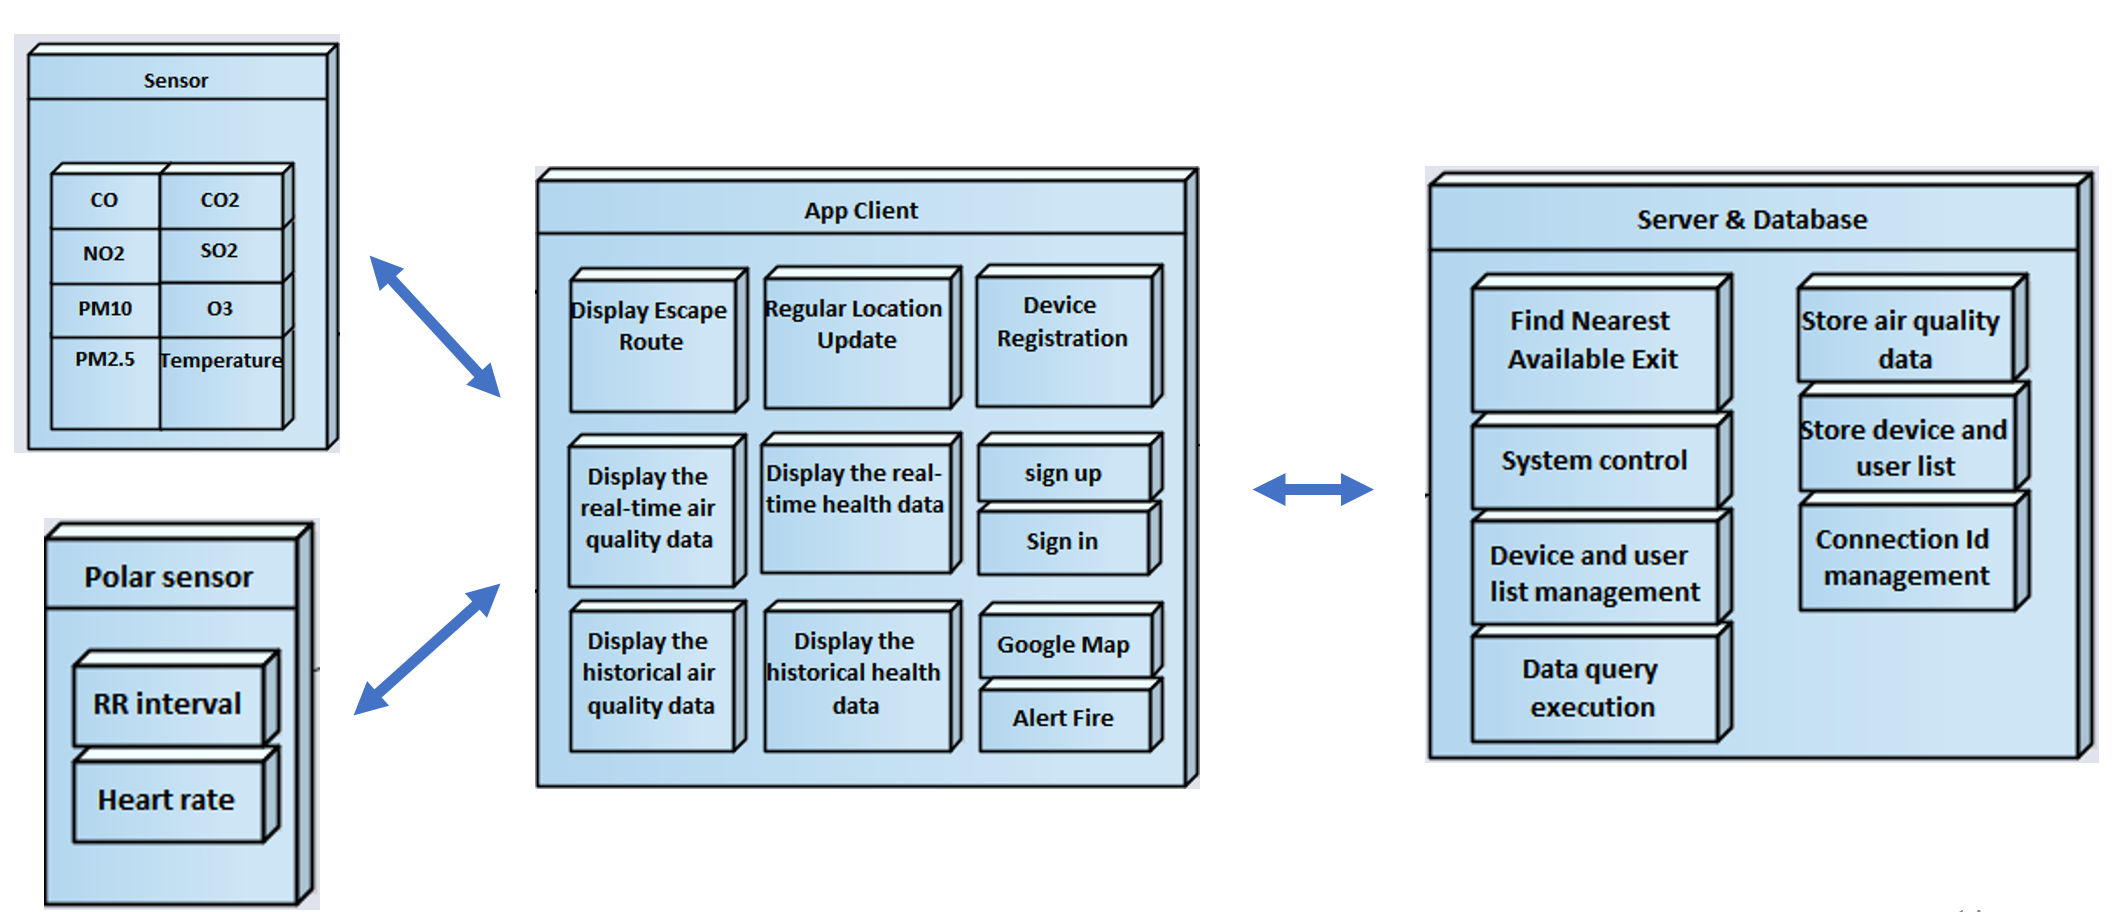 Sensor
CO
CO2
NO2
SO2
PM10
O3
PM2.5
Temperature
Polar sensor
RR interval
Heart rate
App Client
Display Escape
Route
Regular Location
Update
Device
Registration
Display the
real-time air
quality data
Display the real-
time health data
sign up
Sign in
Display the
historical air
quality data
Display the
historical health
data
Google Map
Alert Fire
Server & Database
Find Nearest
Available Exit
System control
Device and user
list management
Data query
execution
Store air quality
data
Store device and
user list
Connection Id
management